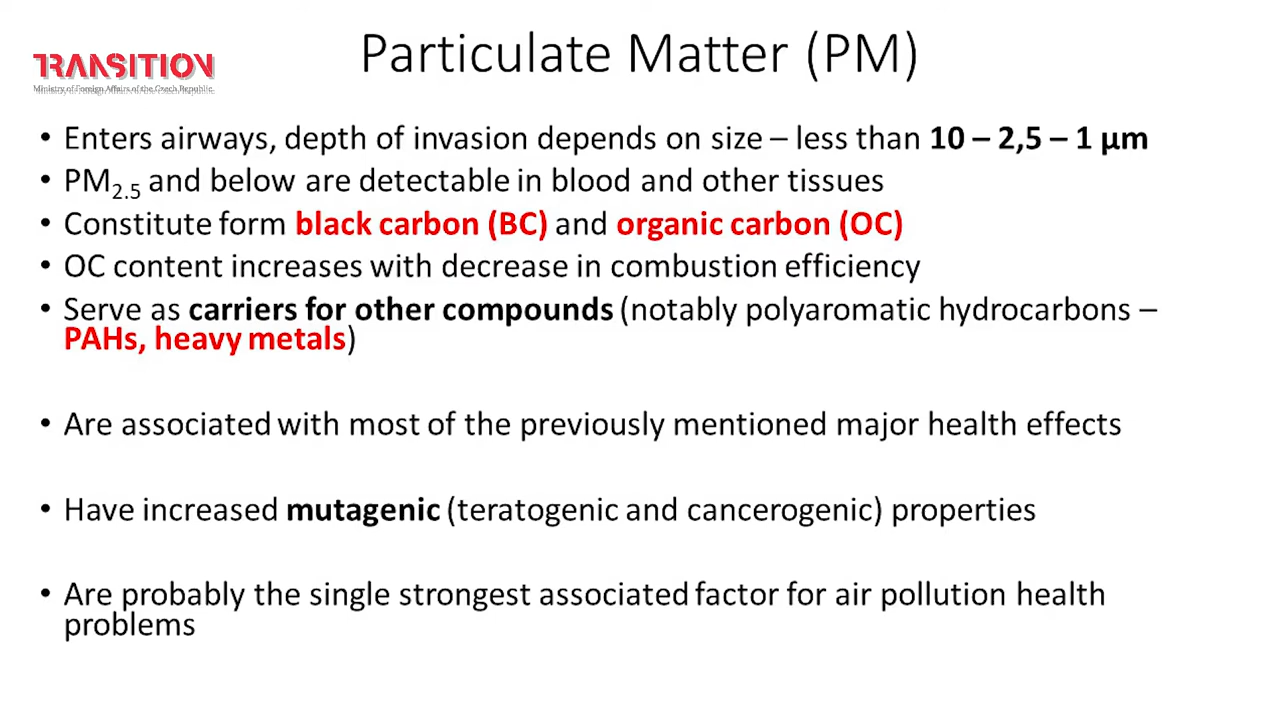 Particulate Matter (PM)
TRANSITION
Ministry of Foreign Affairs of the Czech Republic
• Enters airways, depth of invasion depends on size – less than 10 – 2,5 – 1 µm
• PM2.5 and below are detectable in blood and other tissues
• Constitute form black carbon (BC) and organic carbon (OC)
• OC content increases with decrease in combustion efficiency
• Serve as carriers for other compounds (notably polyaromatic hydrocarbons –
PAHs, heavy metals)
• Are associated with most of the previously mentioned major health effects
• Have increased mutagenic (teratogenic and cancerogenic) properties
• Are probably the single strongest associated factor for air pollution health
problems